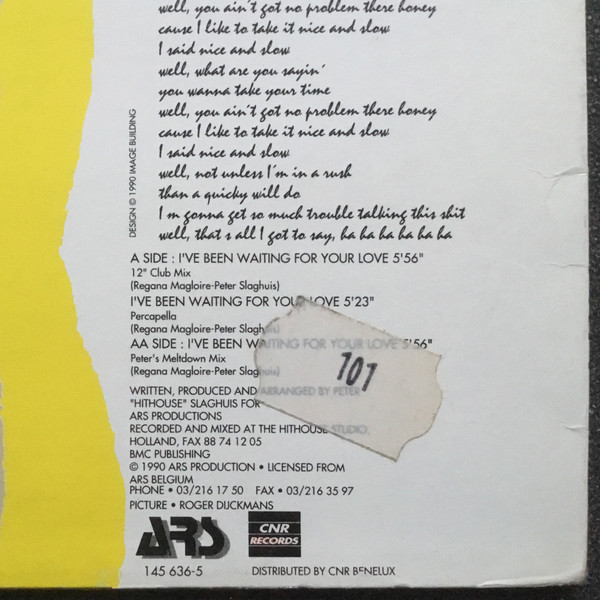 well, you ain't got no problem there honey
cause I like to take it nice and slow
I said nice and slow
well, what are you sayin'
you wanna take your time
well, you ain't got no problem there honey
cause I like to take it nice and slow
I said nice and slow
well, not unless I'm in a rush
than a quicky will do
I m gonna get so much trouble talking this shit
well, that s all I got to say, ha ha ha ha ha ha
DESIGN © 1990 IMAGE BUILDING
A SIDE : I'VE BEEN WAITING FOR YOUR LOVE 5'56"
12" Club Mix
(Regana Magloire-Peter Slaghuis)
I'VE BEEN WAITING FOR YOUR LOVE 5'23"
Percapella
(Regana Magloire-Peter Slaghuis)
AA SIDE : I'VE BEEN WAITING FOR YOUR LOVE 5'56"
Peter's Meltdown Mix
(Regana Magloire-Peter Slaghuis)
101
WRITTEN, PRODUCED AND ARRANGED BY PETER
"HITHOUSE" SLAGHUIS FOR
ARS PRODUCTIONS
RECORDED AND MIXED AT THE HITHOUSE STUDIO,
HOLLAND, FAX 88 74 12 05
BMC PUBLISHING
© 1990 ARS PRODUCTION • LICENSED FROM
ARS BELGIUM
PHONE • 03/216 17 50 FAX • 03/216 35 97
PICTURE • ROGER DIJCKMANS
ARS
CNR
RECORDS
145 636-5
DISTRIBUTED BY CNR BENELUX